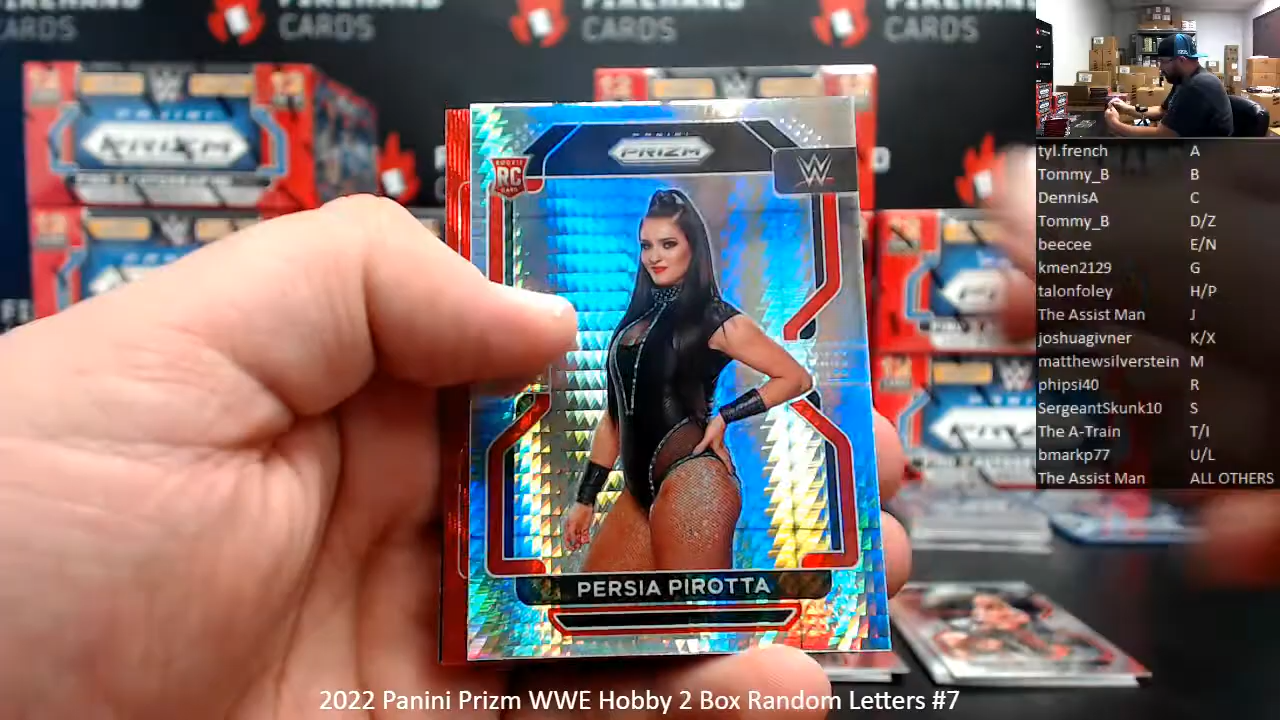 CARDS
CARDS
FIREHAND
CARDS
PRIZM
PANINI
PRIZM
ROOKIE
RC
CARD
W
PERSIA PIROTTA
tyl.french A
Tommy_B B
DennisA C
Tommy_B D/Z
beecee E/N
kmen2129 G
talonfoley H/P
The Assist Man J
joshuagivner K/X
matthewsilverstein M
phipsi40 R
SergeantSkunk10 S
The A-Train T/I
bmarkp77 U/L
The Assist Man ALL OTHERS
2022 Panini Prizm WWE Hobby 2 Box Random Letters #7